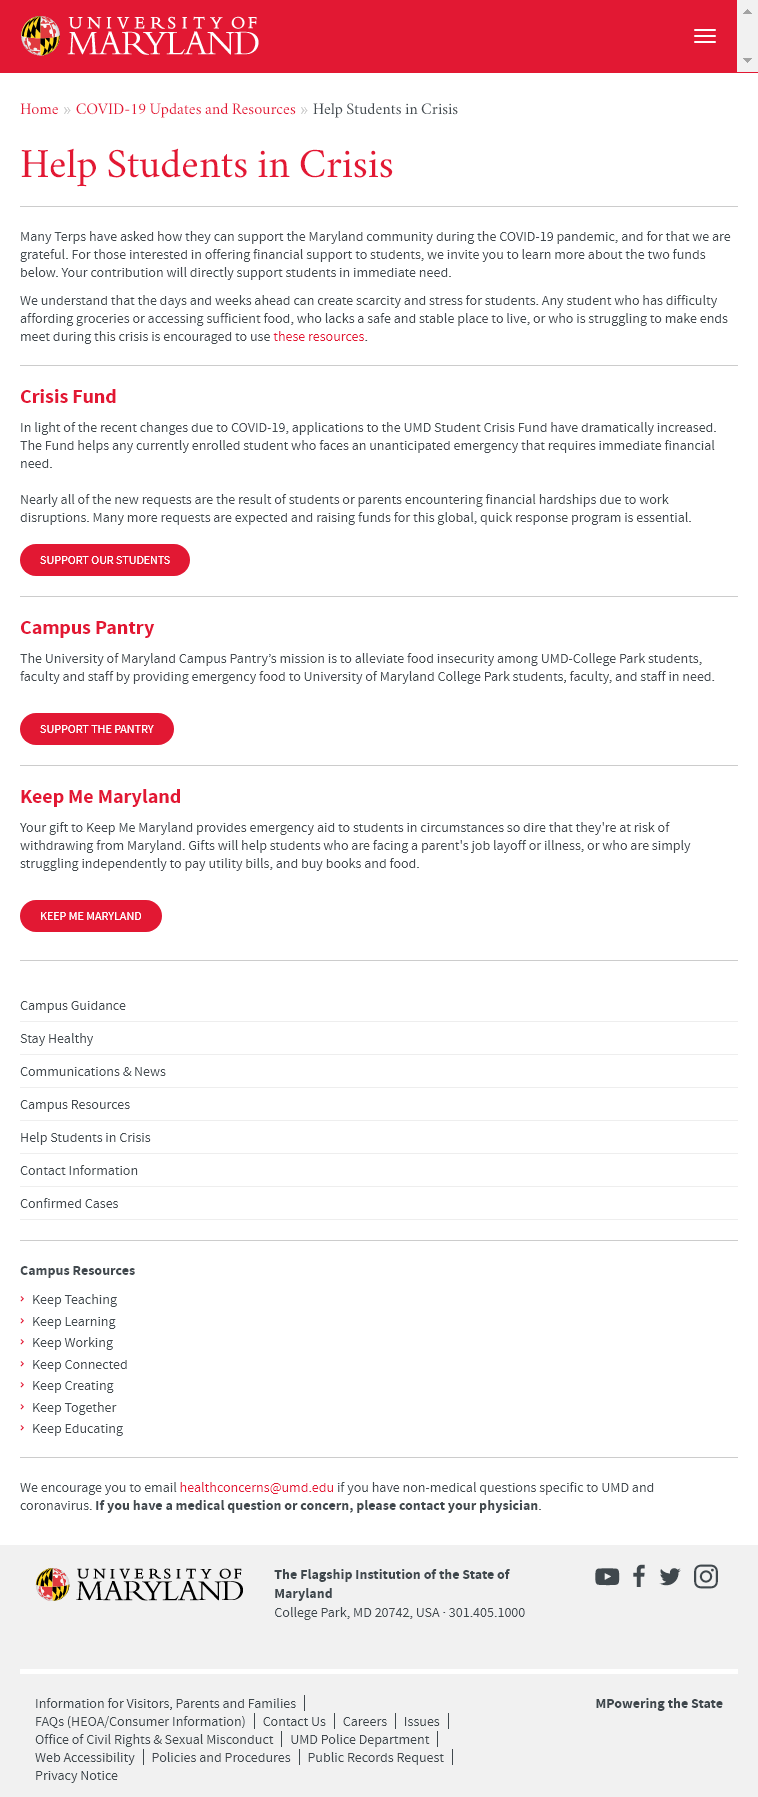 UNIVERSITY OF
MARYLAND
Home » COVID-19 Updates and Resources » Help Students in Crisis
Help Students in Crisis
Many Terps have asked how they can support the Maryland community during the COVID-19 pandemic, and for that we are
grateful. For those interested in offering financial support to students, we invite you to learn more about the two funds
below. Your contribution will directly support students in immediate need.
We understand that the days and weeks ahead can create scarcity and stress for students. Any student who has difficulty
affording groceries or accessing sufficient food, who lacks a safe and stable place to live, or who is struggling to make ends
meet during this crisis is encouraged to use these resources.
Crisis Fund
In light of the recent changes due to COVID-19, applications to the UMD Student Crisis Fund have dramatically increased.
The Fund helps any currently enrolled student who faces an unanticipated emergency that requires immediate financial
need.
Nearly all of the new requests are the result of students or parents encountering financial hardships due to work
disruptions. Many more requests are expected and raising funds for this global, quick response program is essential.
SUPPORT OUR STUDENTS
Campus Pantry
The University of Maryland Campus Pantry’s mission is to alleviate food insecurity among UMD-College Park students,
faculty and staff by providing emergency food to University of Maryland College Park students, faculty, and staff in need.
SUPPORT THE PANTRY
Keep Me Maryland
Your gift to Keep Me Maryland provides emergency aid to students in circumstances so dire that they're at risk of
withdrawing from Maryland. Gifts will help students who are facing a parent's job layoff or illness, or who are simply
struggling independently to pay utility bills, and buy books and food.
KEEP ME MARYLAND
Campus Guidance
Stay Healthy
Communications & News
Campus Resources
Help Students in Crisis
Contact Information
Confirmed Cases
Campus Resources
› Keep Teaching
› Keep Learning
› Keep Working
› Keep Connected
› Keep Creating
› Keep Together
› Keep Educating
We encourage you to email healthconcerns@umd.edu if you have non-medical questions specific to UMD and
coronavirus. If you have a medical question or concern, please contact your physician.
UNIVERSITY OF
MARYLAND
The Flagship Institution of the State of
Maryland
College Park, MD 20742, USA · 301.405.1000
Information for Visitors, Parents and Families |
FAQs (HEOA/Consumer Information) | Contact Us | Careers | Issues |
Office of Civil Rights & Sexual Misconduct | UMD Police Department |
Web Accessibility | Policies and Procedures | Public Records Request |
Privacy Notice
MPowering the State